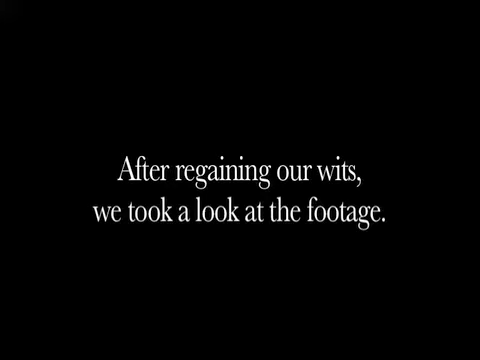 After regaining our wits,
we took a look at the footage.